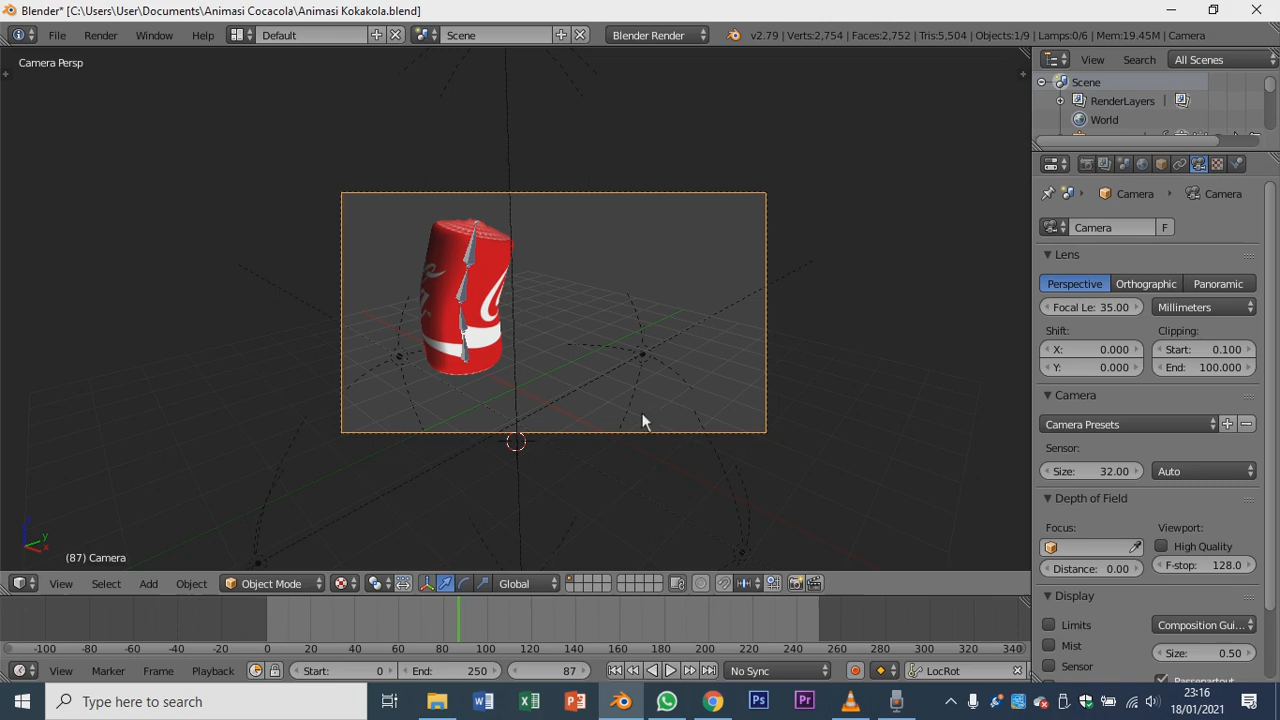 Blender* [C:\Users\User\Documents\Animasi Cocacola\Animasi Kokakola.blend]
File Render Window Help Default Scene Blender Render v2.79 | Verts:2,754 | Faces:2,752 | Tris:5,504 | Objects:1/9 | Lamps:0/6 | Mem:19.45M | Camera
Camera Persp
View Search All Scenes
Scene
RenderLayers
World
Camera Camera
Camera F
Lens
Perspective Orthographic Panoramic
Focal Le: 35.00 Millimeters
Shift: Clipping:
X: 0.000 Start: 0.100
Y: 0.000 End: 100.000
Camera
Camera Presets
Sensor:
Size: 32.00 Auto
Depth of Field
Focus: Viewport:
High Quality
Distance: 0.00 F-stop: 128.0
Display
Limits Composition Gui...
Mist Size: 0.50
Sensor
(87) Camera
View Select Add Object Object Mode Global
-100 -80 -60 -40 -20 0 20 40 60 80 100 120 140 160 180 200 220 240 260 280 300 320 340
View Marker Frame Playback Start: 0 End: 250 87 No Sync LocRot
Type here to search
23:16
18/01/2021